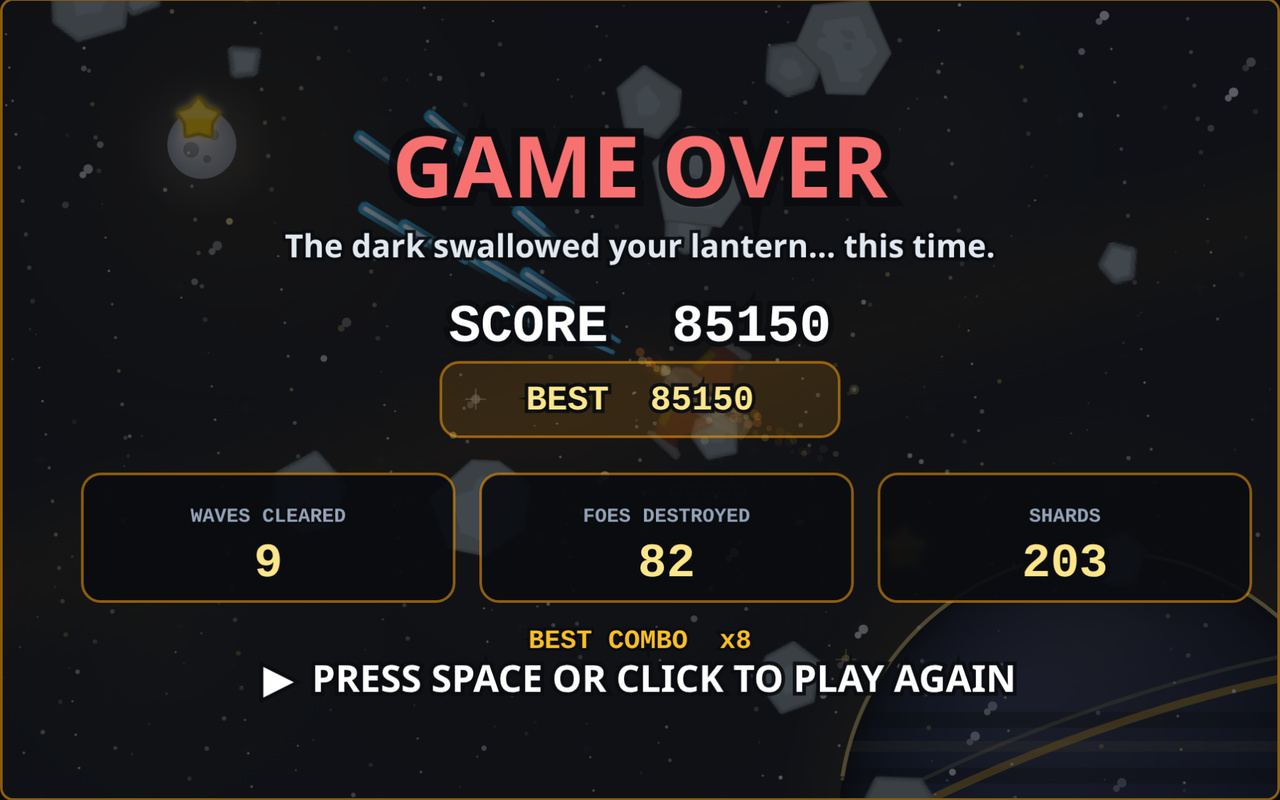 GAME OVER
The dark swallowed your lantern... this time.
SCORE 85150
BEST 85150
WAVES CLEARED
9
FOES DESTROYED
82
SHARDS
203
BEST COMBO x8
▶ PRESS SPACE OR CLICK TO PLAY AGAIN